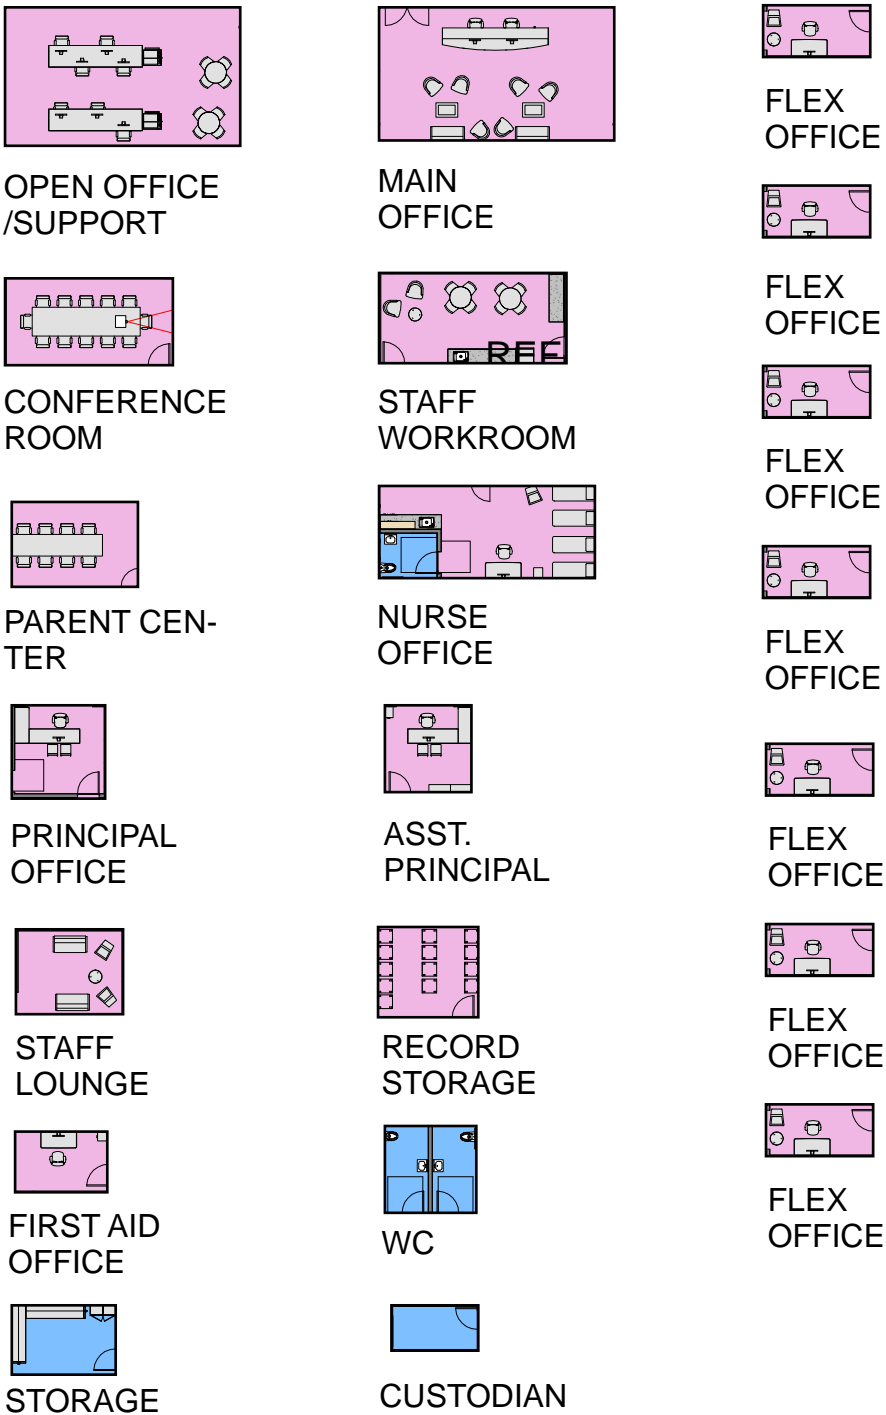 OPEN OFFICE
/SUPPORT
MAIN
OFFICE
FLEX
OFFICE
FLEX
OFFICE
CONFERENCE
ROOM
REF
STAFF
WORKROOM
FLEX
OFFICE
PARENT CEN-
TER
NURSE
OFFICE
FLEX
OFFICE
PRINCIPAL
OFFICE
ASST.
PRINCIPAL
FLEX
OFFICE
STAFF
LOUNGE
RECORD
STORAGE
FLEX
OFFICE
FIRST AID
OFFICE
WC
FLEX
OFFICE
STORAGE
CUSTODIAN